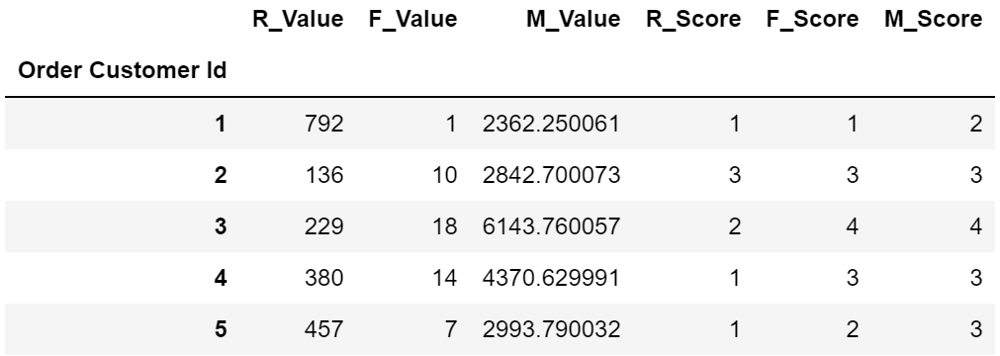 R_Value F_Value M_Value R_Score F_Score M_Score
Order Customer Id
1 792 1 2362.250061 1 1 2
2 136 10 2842.700073 3 3 3
3 229 18 6143.760057 2 4 4
4 380 14 4370.629991 1 3 3
5 457 7 2993.790032 1 2 3